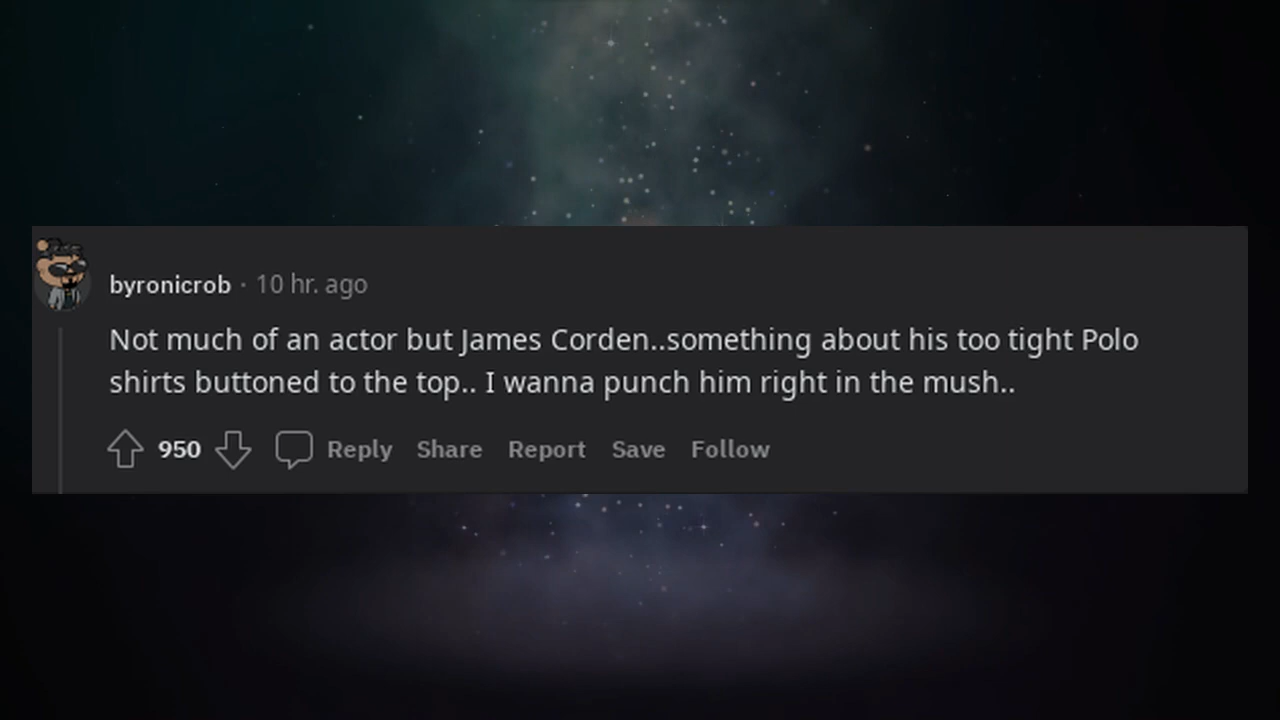 byronicrob · 10 hr. ago
Not much of an actor but James Corden..something about his too tight Polo
shirts buttoned to the top.. I wanna punch him right in the mush..
950 Reply Share Report Save Follow